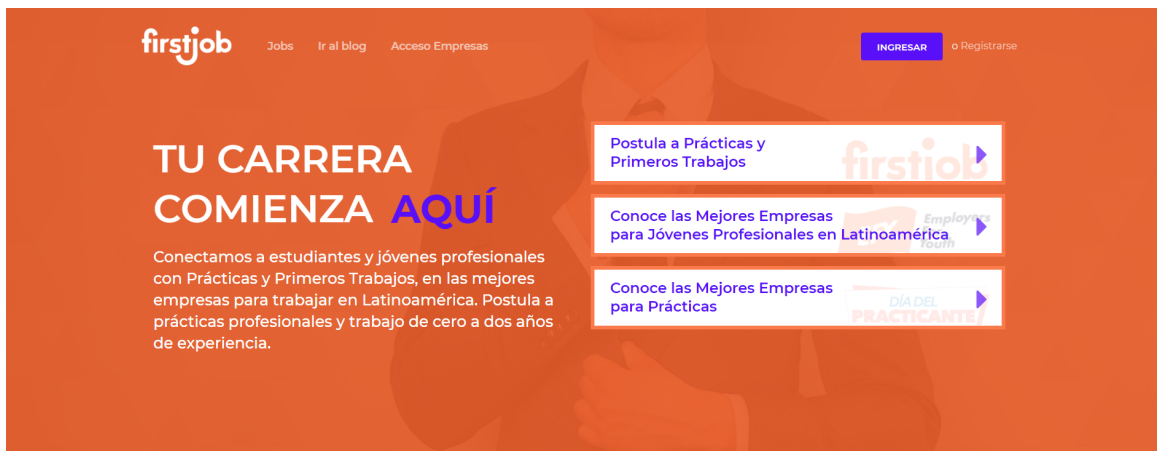 firstjob
Jobs
Ir al blog
Acceso Empresas
INGRESAR
o Registrarse
TU CARRERA
COMIENZA AQUÍ
Conectamos a estudiantes y jóvenes profesionales
con Prácticas y Primeros Trabajos, en las mejores
empresas para trabajar en Latinoamérica. Postula a
prácticas profesionales y trabajo de cero a dos años
de experiencia.
Postula a Prácticas y
Primeros Trabajos
firstjob
Conoce las Mejores Empresas
para Jóvenes Profesionales en Latinoamérica
Employers
Youth
Conoce las Mejores Empresas
para Prácticas
DÍA DEL
PRACTICANTE